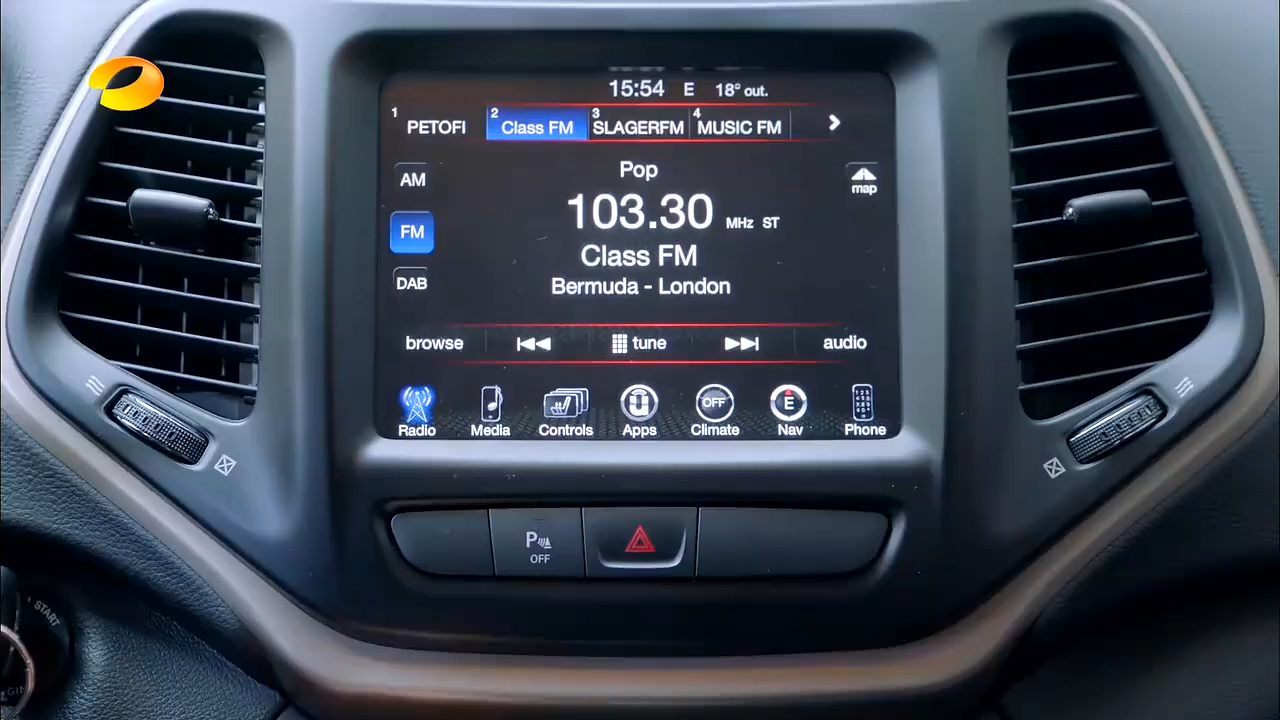 15:54 E 18° out.
1 PETOFI 2 Class FM 3 SLAGERFM 4 MUSIC FM
Pop
AM
map
103.30 MHz ST
FM
Class FM
DAB
Bermuda - London
browse tune audio
OFF E
Radio Media Controls Apps Climate Nav Phone
P
OFF
START